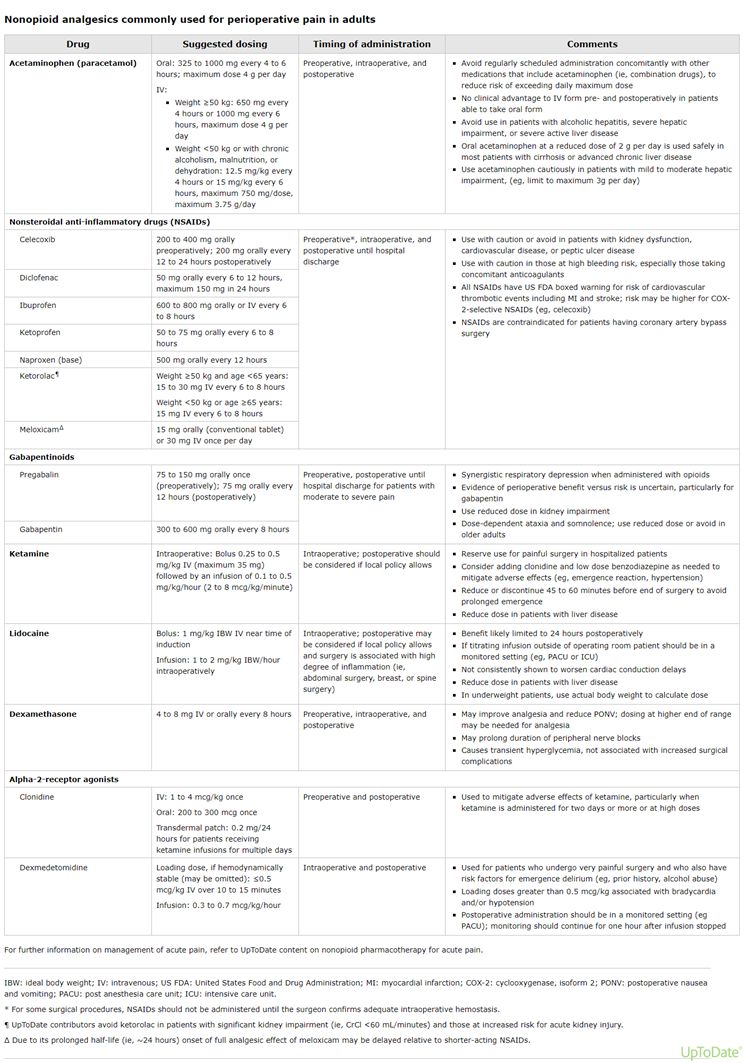 Nonopioid analgesics commonly used for perioperative pain in adults
Drug
Suggested dosing
Timing of administration
Comments
Acetaminophen (paracetamol)
Oral: 325 to 1000 mg every 4 to 6
hours; maximum dose 4 g per day
IV:
▪ Weight ≥50 kg: 650 mg every
4 hours or 1000 mg every 6
hours, maximum dose 4 g per
day
▪ Weight <50 kg or with chronic
alcoholism, malnutrition, or
dehydration: 12.5 mg/kg every
4 hours or 15 mg/kg every 6
hours, maximum 750 mg/dose,
maximum 3.75 g/day
Preoperative, intraoperative, and
postoperative
▪ Avoid regularly scheduled administration concomitantly with other
medications that include acetaminophen (ie, combination drugs), to
reduce risk of exceeding daily maximum dose
▪ No clinical advantage to IV form pre- and postoperatively in patients
able to take oral form
▪ Avoid use in patients with alcoholic hepatitis, severe hepatic
impairment, or severe active liver disease
▪ Oral acetaminophen at a reduced dose of 2 g per day is used safely in
most patients with cirrhosis or advanced chronic liver disease
▪ Use acetaminophen cautiously in patients with mild to moderate hepatic
impairment, (eg, limit to maximum 3g per day)
Nonsteroidal anti-inflammatory drugs (NSAIDs)
Celecoxib
200 to 400 mg orally
preoperatively; 200 mg orally every
12 to 24 hours postoperatively
Preoperative*, intraoperative, and
postoperative until hospital
discharge
▪ Use with caution or avoid in patients with kidney dysfunction,
cardiovascular disease, or peptic ulcer disease
▪ Use with caution in those at high bleeding risk, especially those taking
concomitant anticoagulants
▪ All NSAIDs have US FDA boxed warning for risk of cardiovascular
thrombotic events including MI and stroke; risk may be higher for COX-
2-selective NSAIDs (eg, celecoxib)
▪ NSAIDs are contraindicated for patients having coronary artery bypass
surgery
Diclofenac
50 mg orally every 6 to 12 hours,
maximum 150 mg in 24 hours
Ibuprofen
600 to 800 mg orally or IV every 6
to 8 hours
Ketoprofen
50 to 75 mg orally every 6 to 8
hours
Naproxen (base)
500 mg orally every 12 hours
Ketorolac¶
Weight ≥50 kg and age <65 years:
15 to 30 mg IV every 6 to 8 hours
Weight <50 kg or age ≥65 years:
15 mg IV every 6 to 8 hours
MeloxicamΔ
15 mg orally (conventional tablet)
or 30 mg IV once per day
Gabapentinoids
Pregabalin
75 to 150 mg orally once
(preoperatively); 75 mg orally every
12 hours (postoperatively)
Preoperative, postoperative until
hospital discharge for patients with
moderate to severe pain
▪ Synergistic respiratory depression when administered with opioids
▪ Evidence of perioperative benefit versus risk is uncertain, particularly for
gabapentin
▪ Use reduced dose in kidney impairment
▪ Dose-dependent ataxia and somnolence; use reduced dose or avoid in
older adults
Gabapentin
300 to 600 mg orally every 8 hours
Ketamine
Intraoperative: Bolus 0.25 to 0.5
mg/kg IV (maximum 35 mg)
followed by an infusion of 0.1 to 0.5
mg/kg/hour (2 to 8 mcg/kg/minute)
Intraoperative; postoperative should
be considered if local policy allows
▪ Reserve use for painful surgery in hospitalized patients
▪ Consider adding clonidine and low dose benzodiazepine as needed to
mitigate adverse effects (eg, emergence reaction, hypertension)
▪ Reduce or discontinue 45 to 60 minutes before end of surgery to avoid
prolonged emergence
▪ Reduce dose in patients with liver disease
Lidocaine
Bolus: 1 mg/kg IBW IV near time of
induction
Infusion: 1 to 2 mg/kg IBW/hour
intraoperatively
Intraoperative; postoperative may
be considered if local policy allows
and surgery is associated with high
degree of inflammation (ie,
abdominal surgery, breast, or spine
surgery)
▪ Benefit likely limited to 24 hours postoperatively
▪ If titrating infusion outside of operating room patient should be in a
monitored setting (eg, PACU or ICU)
▪ Not consistently shown to worsen cardiac conduction delays
▪ Reduce dose in patients with liver disease
▪ In underweight patients, use actual body weight to calculate dose
Dexamethasone
4 to 8 mg IV or orally every 8 hours
Preoperative, intraoperative, and
postoperative
▪ May improve analgesia and reduce PONV; dosing at higher end of range
may be needed for analgesia
▪ May prolong duration of peripheral nerve blocks
▪ Causes transient hyperglycemia, not associated with increased surgical
complications
Alpha-2-receptor agonists
Clonidine
IV: 1 to 4 mcg/kg once
Oral: 200 to 300 mcg once
Transdermal patch: 0.2 mg/24
hours for patients receiving
ketamine infusions for multiple days
Preoperative and postoperative
▪ Used to mitigate adverse effects of ketamine, particularly when
ketamine is administered for two days or more or at high doses
Dexmedetomidine
Loading dose, if hemodynamically
stable (may be omitted): ≤0.5
mcg/kg IV over 10 to 15 minutes
Infusion: 0.3 to 0.7 mcg/kg/hour
Intraoperative and postoperative
▪ Used for patients who undergo very painful surgery and who also have
risk factors for emergence delirium (eg, prior history, alcohol abuse)
▪ Loading doses greater than 0.5 mcg/kg associated with bradycardia
and/or hypotension
▪ Postoperative administration should be in a monitored setting (eg
PACU); monitoring should continue for one hour after infusion stopped
For further information on management of acute pain, refer to UpToDate content on nonopioid pharmacotherapy for acute pain.
IBW: ideal body weight; IV: intravenous; US FDA: United States Food and Drug Administration; MI: myocardial infarction; COX-2: cyclooxygenase, isoform 2; PONV: postoperative nausea
and vomiting; PACU: post anesthesia care unit; ICU: intensive care unit.
* For some surgical procedures, NSAIDs should not be administered until the surgeon confirms adequate intraoperative hemostasis.
¶ UpToDate contributors avoid ketorolac in patients with significant kidney impairment (ie, CrCl <60 mL/minutes) and those at increased risk for acute kidney injury.
Δ Due to its prolonged half-life (ie, ~24 hours) onset of full analgesic effect of meloxicam may be delayed relative to shorter-acting NSAIDs.
UpToDate®